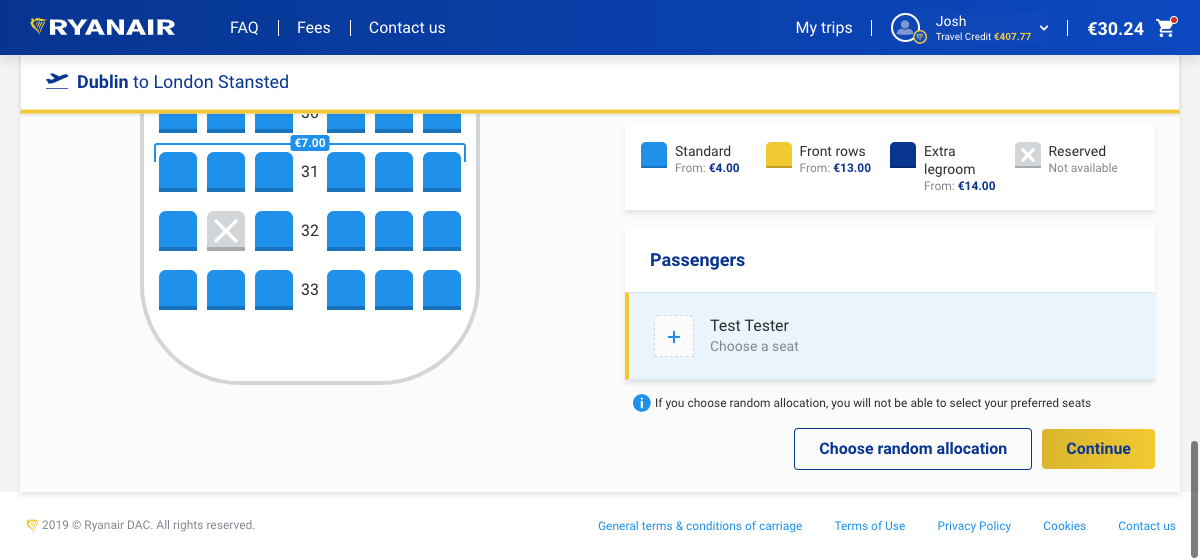 RYANAIR
FAQ
Fees
Contact us
My trips
Josh
Travel Credit €407.77
€30.24
Dublin to London Stansted
30
€7.00
31
32
33
Standard
From: €4.00
Front rows
From: €13.00
Extra
legroom
From: €14.00
Reserved
Not available
Passengers
Test Tester
Choose a seat
If you choose random allocation, you will not be able to select your preferred seats
Choose random allocation
Continue
2019 © Ryanair DAC. All rights reserved.
General terms & conditions of carriage
Terms of Use
Privacy Policy
Cookies
Contact us